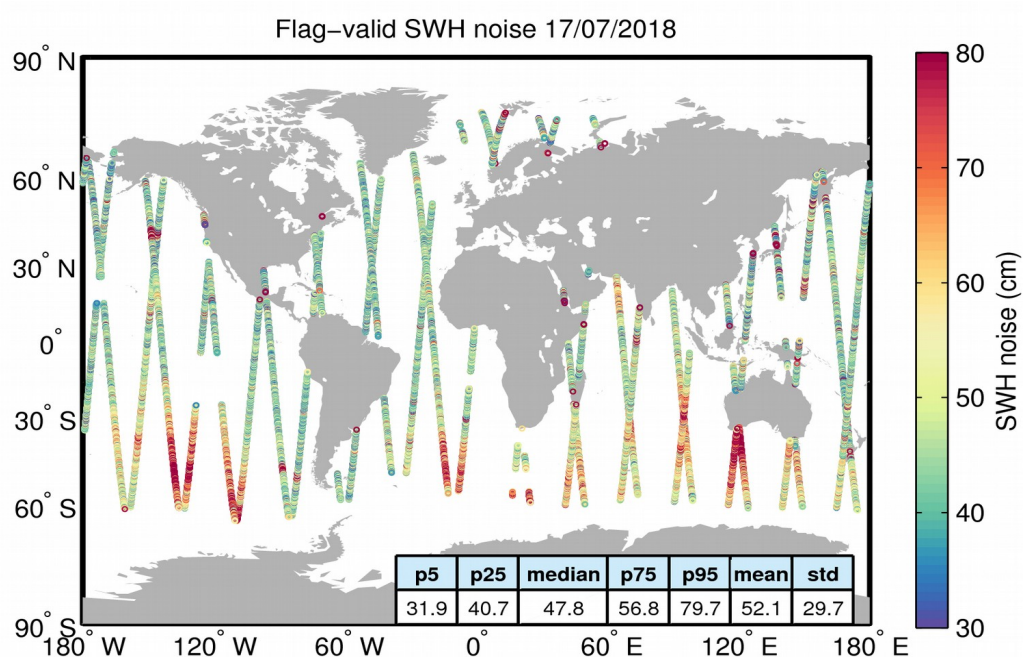 Flag−valid SWH noise 17/07/2018
90° N
60° N
30° N
0°
30° S
60° S
90° S
180° W
120° W
60° W
0°
60° E
120° E
180° E
80
70
60
50
40
30
SWH noise (cm)
p5 p25 median p75 p95 mean std
31.9 40.7 47.8 56.8 79.7 52.1 29.7